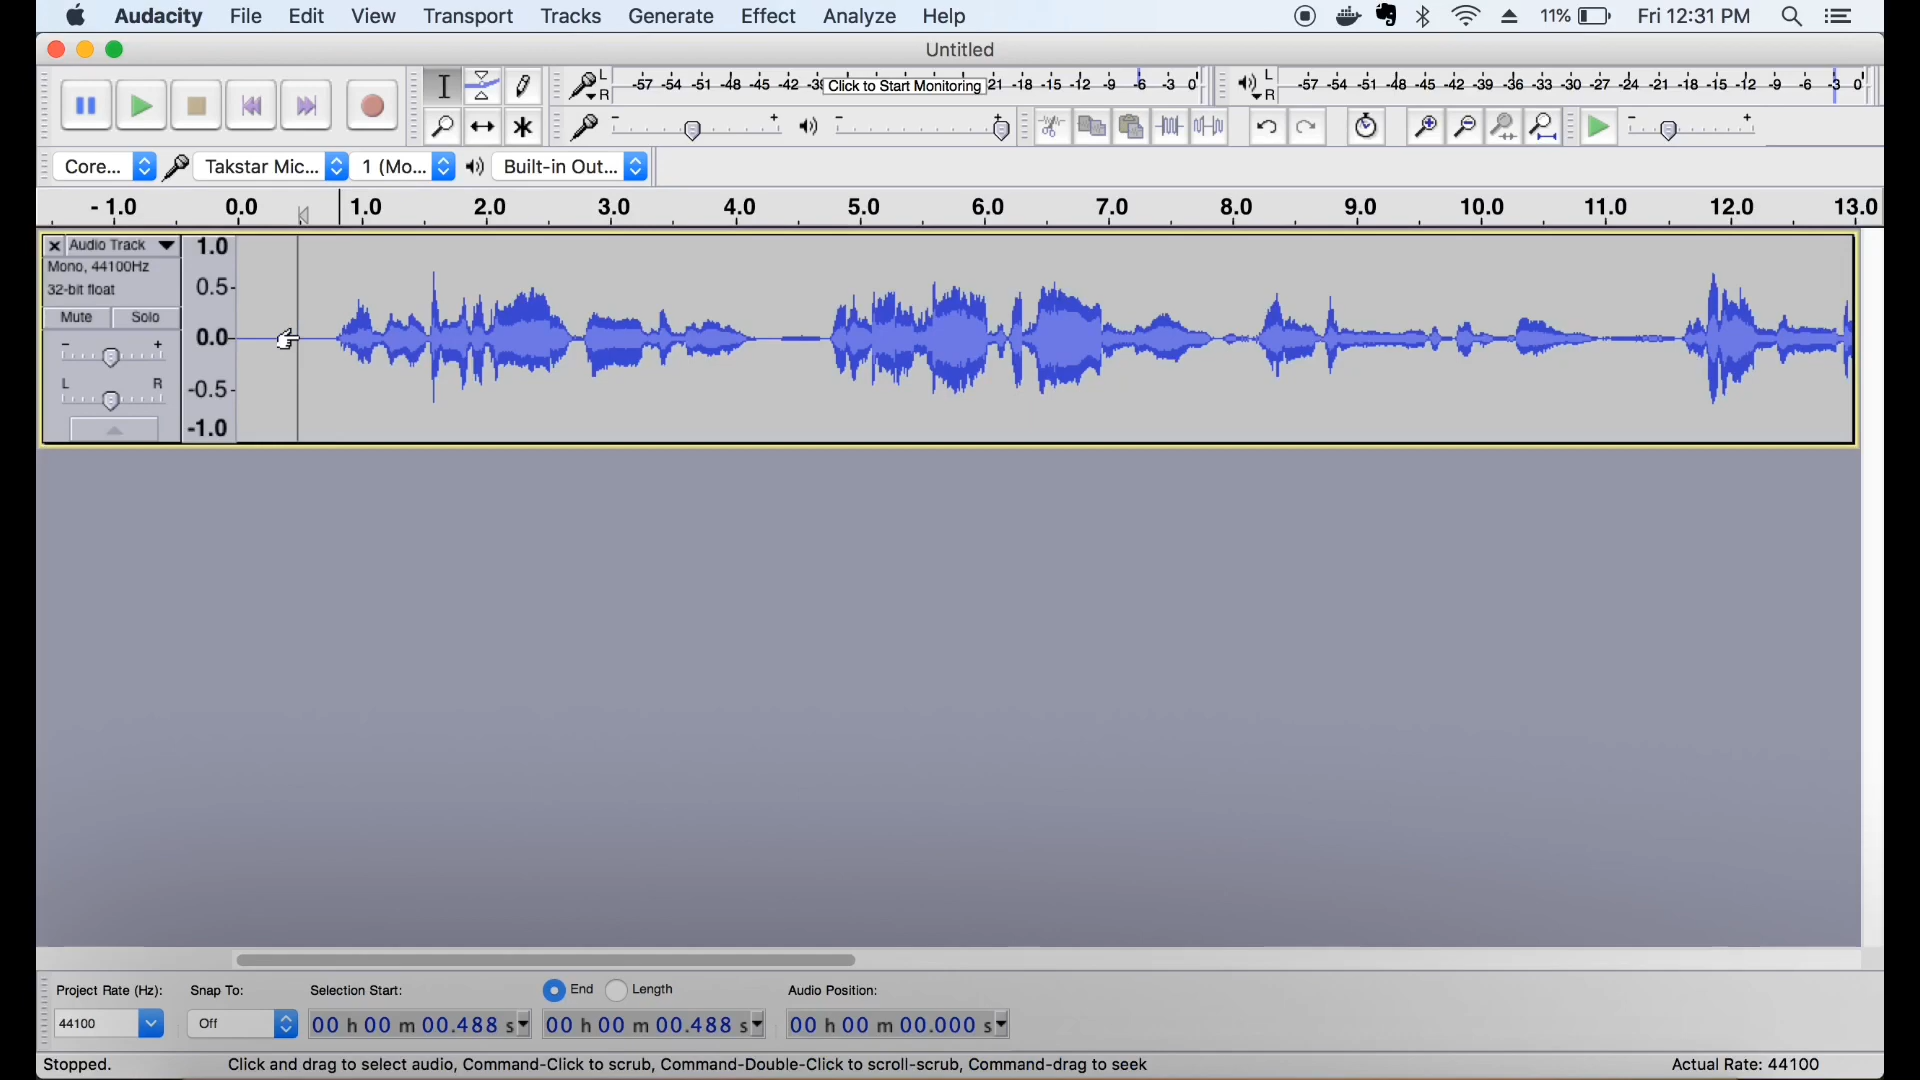 Audacity File Edit View Transport Tracks Generate Effect Analyze Help 11% Fri 12:31 PM
Untitled
L R -57 -54 -51 -48 -45 -42 Click to Start Monitoring 21 -18 -15 -12 -9 -6 -3 0 L R -57 -54 -51 -48 -45 -42 -39 -36 -33 -30 -27 -24 -21 -18 -15 -12 -9 -6 -3 0
- + - + - +
Core... Takstar Mic... 1 (Mo... Built-in Out...
- 1.0 0.0 1.0 2.0 3.0 4.0 5.0 6.0 7.0 8.0 9.0 10.0 11.0 12.0 13.0
Audio Track 1.0
Mono, 44100Hz
32-bit float 0.5-
Mute Solo
- + 0.0-
L R -0.5-
-1.0
Project Rate (Hz): Snap To: Selection Start: End Length Audio Position:
44100 Off 00 h 00 m 00.488 s 00 h 00 m 00.488 s 00 h 00 m 00.000 s
Stopped. Click and drag to select audio, Command-Click to scrub, Command-Double-Click to scroll-scrub, Command-drag to seek Actual Rate: 44100